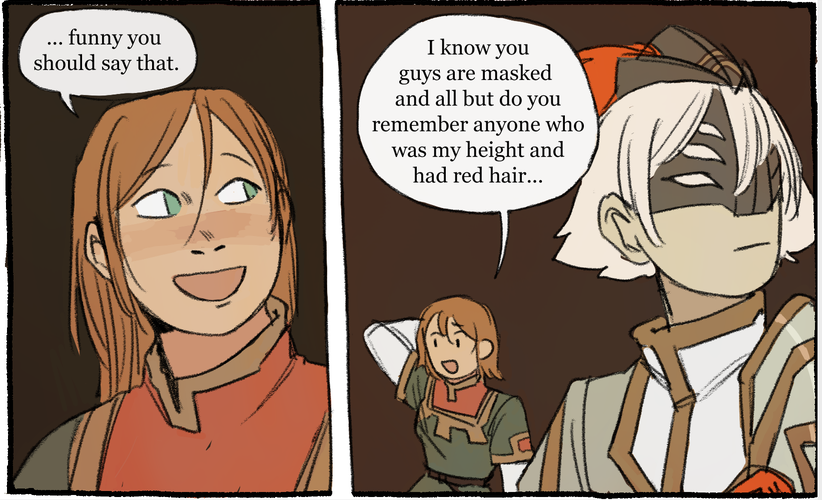 ... funny you
should say that.
I know you
guys are masked
and all but do you
remember anyone who
was my height and
had red hair...